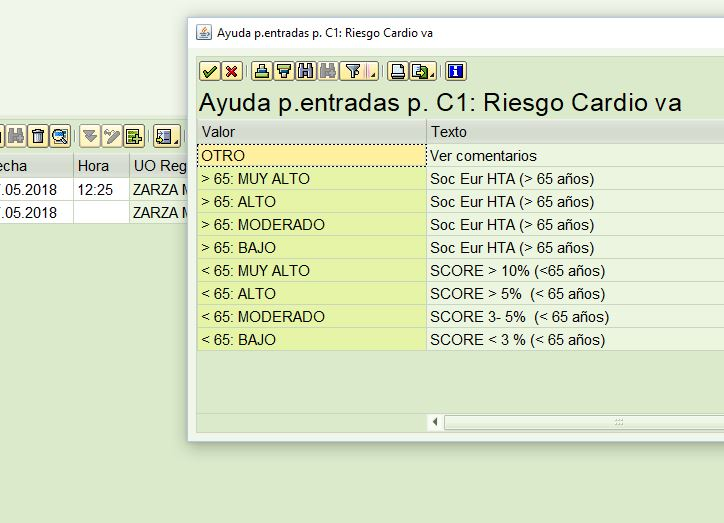 Ayuda p.entradas p. C1: Riesgo Cardio va
Ayuda p.entradas p. C1: Riesgo Cardio va
Valor Texto
OTRO Ver comentarios
> 65: MUY ALTO Soc Eur HTA (> 65 años)
> 65: ALTO Soc Eur HTA (> 65 años)
> 65: MODERADO Soc Eur HTA (> 65 años)
> 65: BAJO Soc Eur HTA (> 65 años)
< 65: MUY ALTO SCORE > 10% (<65 años)
< 65: ALTO SCORE > 5% (< 65 años)
< 65: MODERADO SCORE 3- 5% (< 65 años)
< 65: BAJO SCORE < 3 % (< 65 años)
echa Hora UO Reg
.05.2018 12:25 ZARZA M
.05.2018 ZARZA M